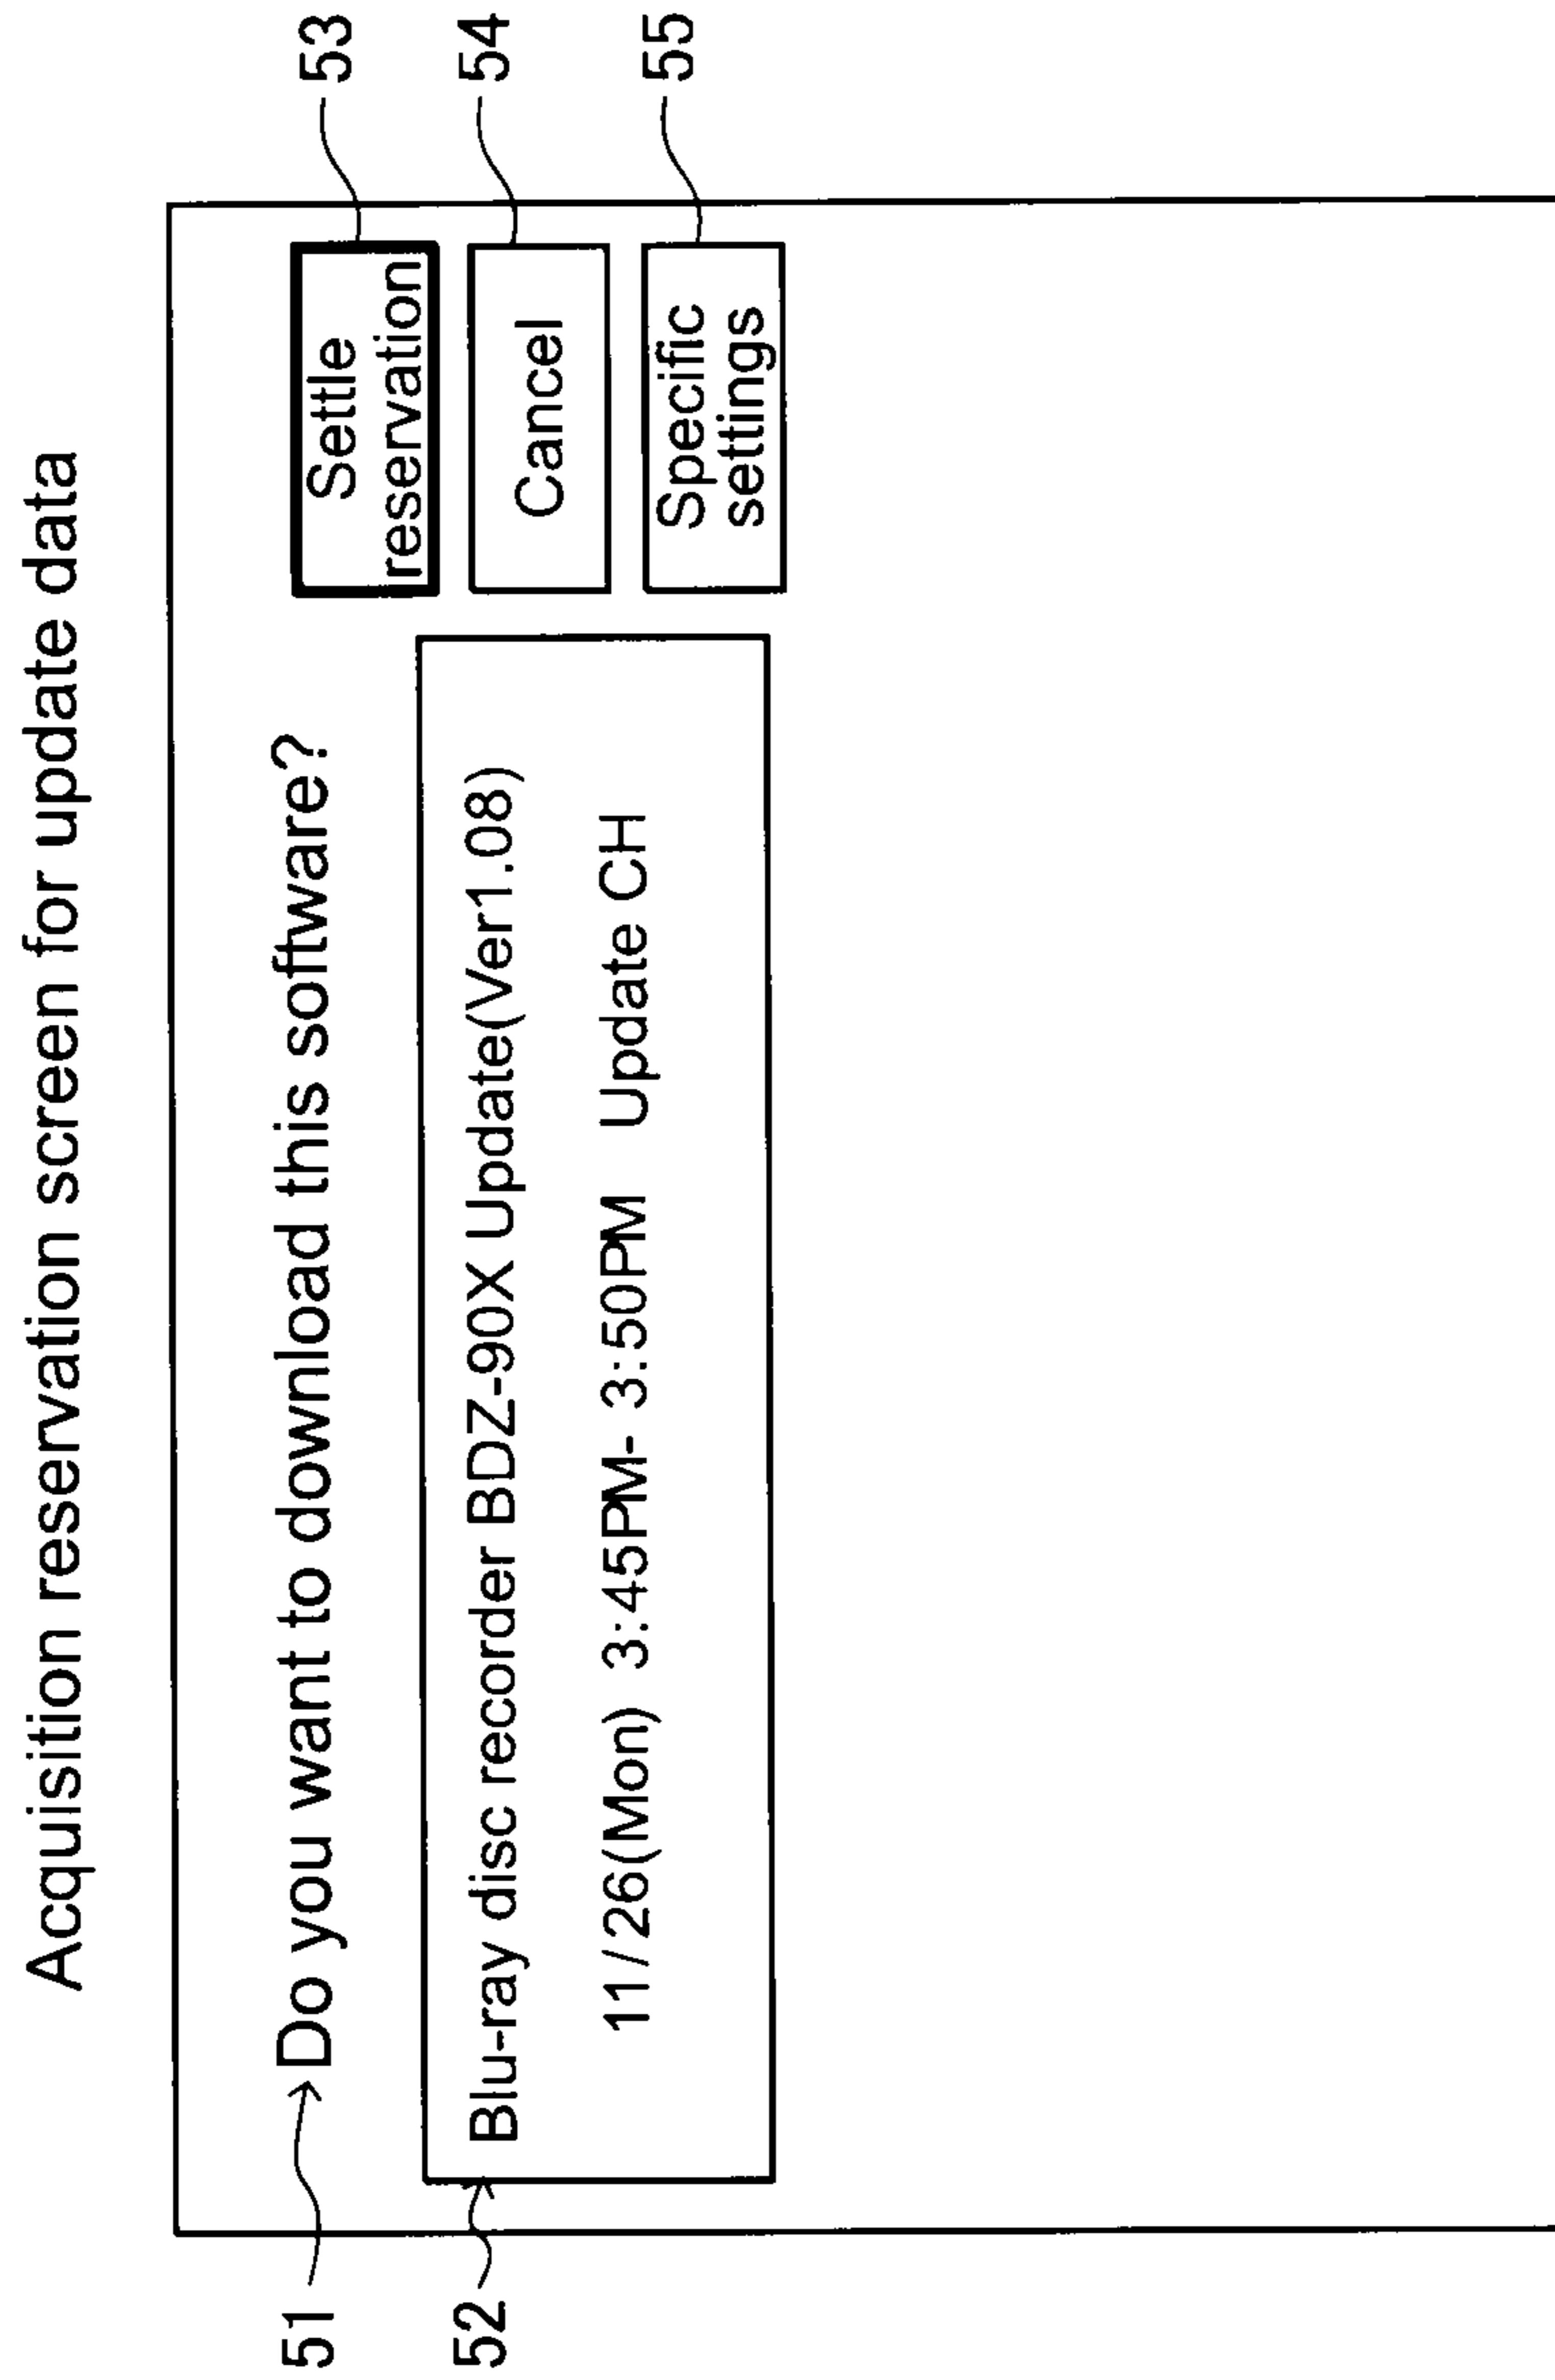 Acquisition reservation screen for update data
51
Do you want to download this software?
52
Blu-ray disc recorder BDZ-90X Update(Ver1.08)
11/26(Mon) 3:45PM- 3:50PM Update CH
Settle
reservation
53
Cancel
54
Specific
settings
55